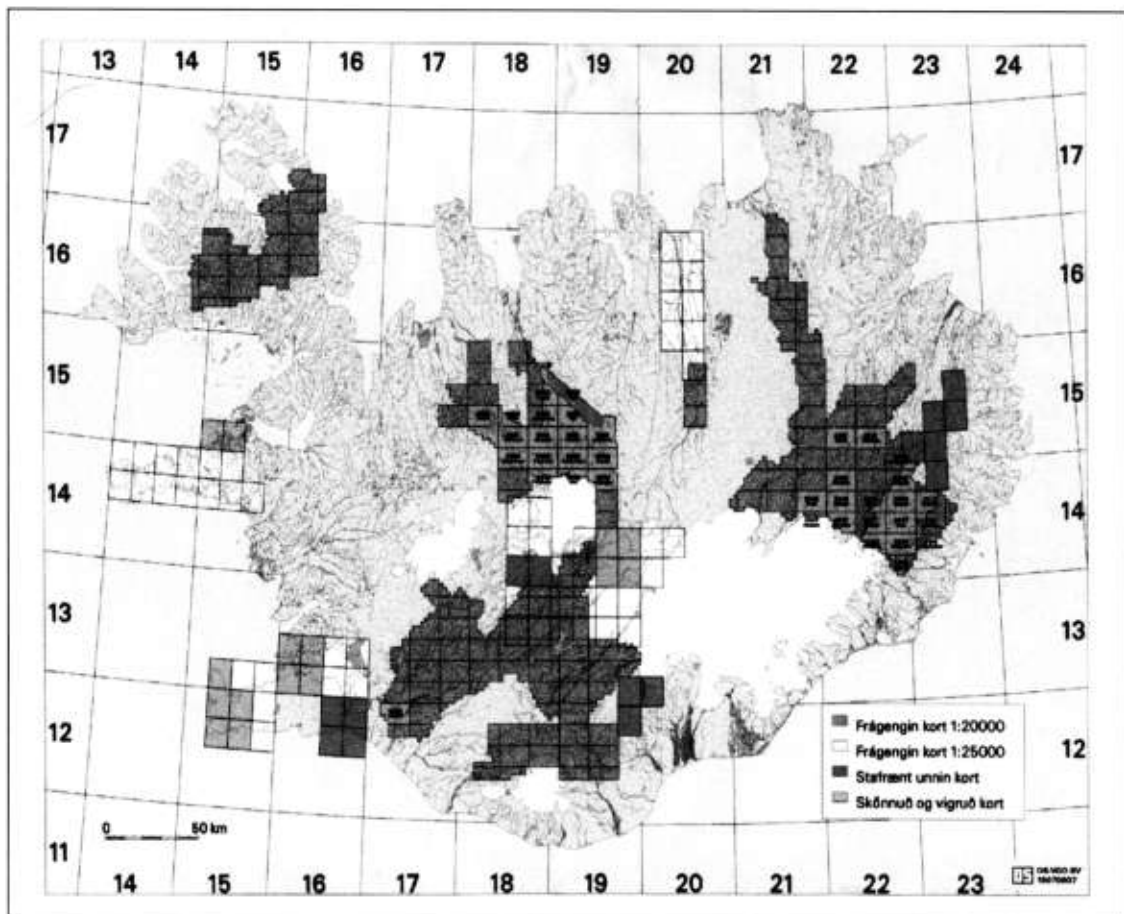 13 14 15 16 17 18 19 20 21 22 23 24
17 17
16 16
15 15
14 14
13 13
12 12
11
Frágengin kort 1:20000
Frágengin kort 1:25000
Stafrænt unnin kort
Skönnuð og vigruð kort
0 50 km
14 15 16 17 18 19 20 21 22 23